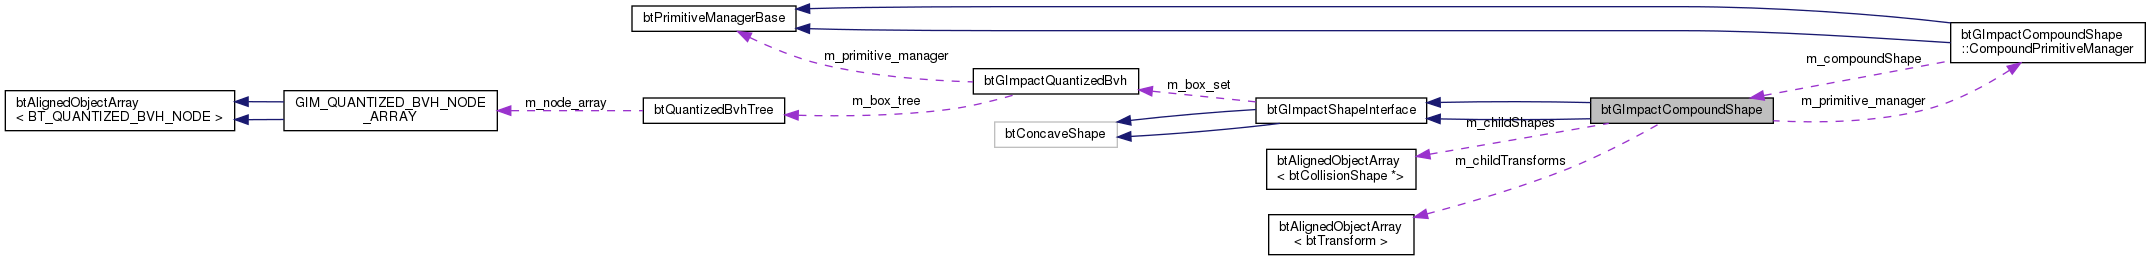 btPrimitiveManagerBase
btGImpactCompoundShape
::CompoundPrimitiveManager
m_primitive_manager
m_compoundShape
btGImpactQuantizedBvh
m_box_set
m_primitive_manager
btAlignedObjectArray
< BT_QUANTIZED_BVH_NODE >
GIM_QUANTIZED_BVH_NODE
_ARRAY
m_node_array
btQuantizedBvhTree
m_box_tree
btGImpactShapeInterface
btGImpactCompoundShape
btConcaveShape
m_childShapes
btAlignedObjectArray
< btCollisionShape *>
m_childTransforms
btAlignedObjectArray
< btTransform >